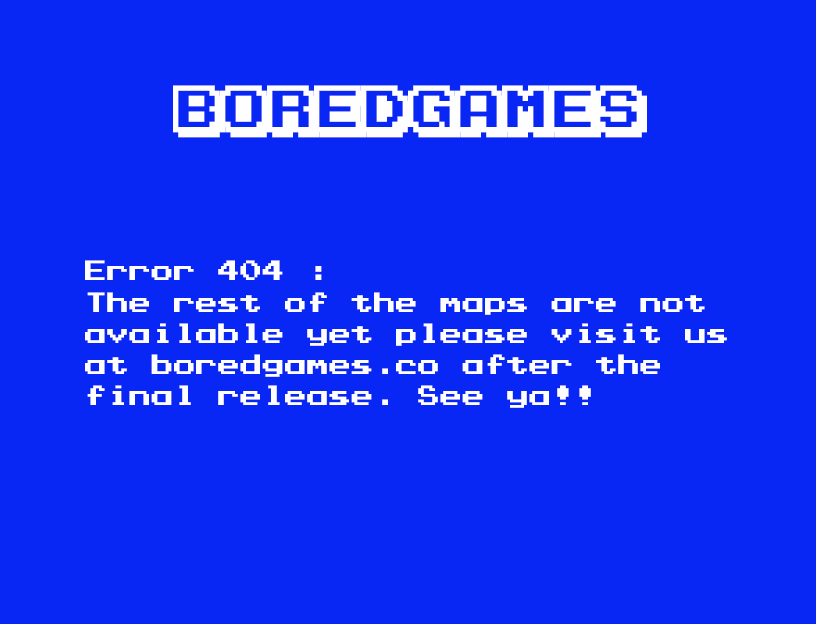 BOREDGAMES
Error 404 :
The rest of the maps are not
available yet please visit us
at boredgames.co after the
final release. See ya!!